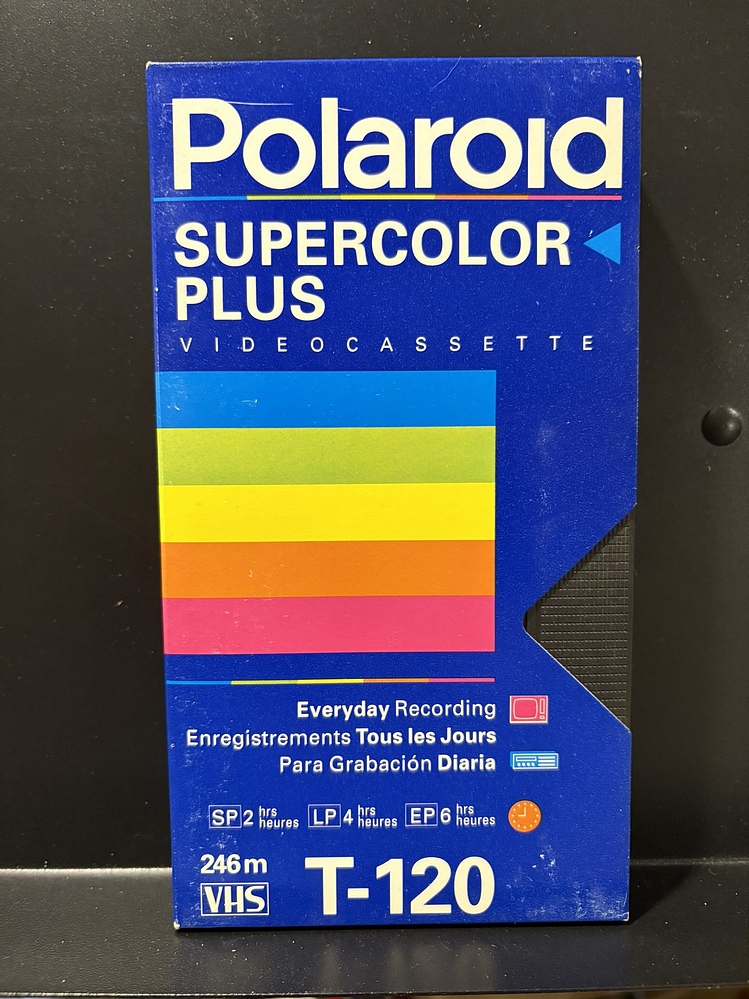 Polaroid
SUPERCOLOR
PLUS
VIDEOCASSETTE
Everyday Recording
Enregistrements Tous les Jours
Para Grabación Diaria
SP 2 hrs heures LP 4 hrs heures EP 6 hrs heures
246m
VHS T-120